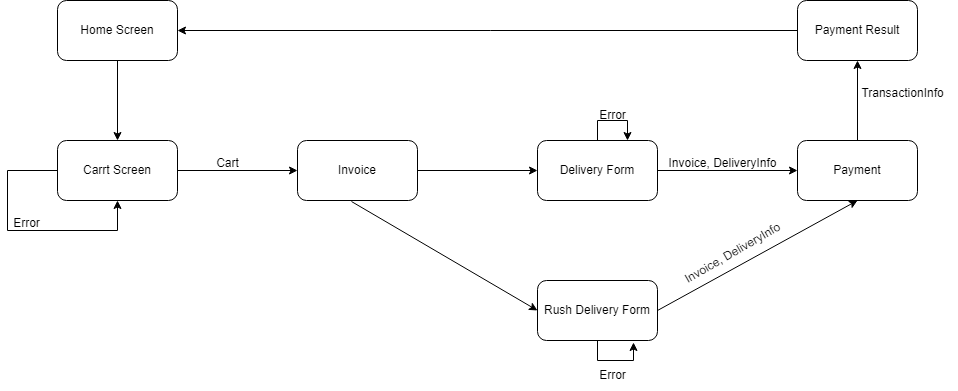 Home Screen
Payment Result
TransactionInfo
Error
Carrt Screen
Cart
Invoice
Delivery Form
Invoice, DeliveryInfo
Payment
Error
Invoice, DeliveryInfo
Rush Delivery Form
Error